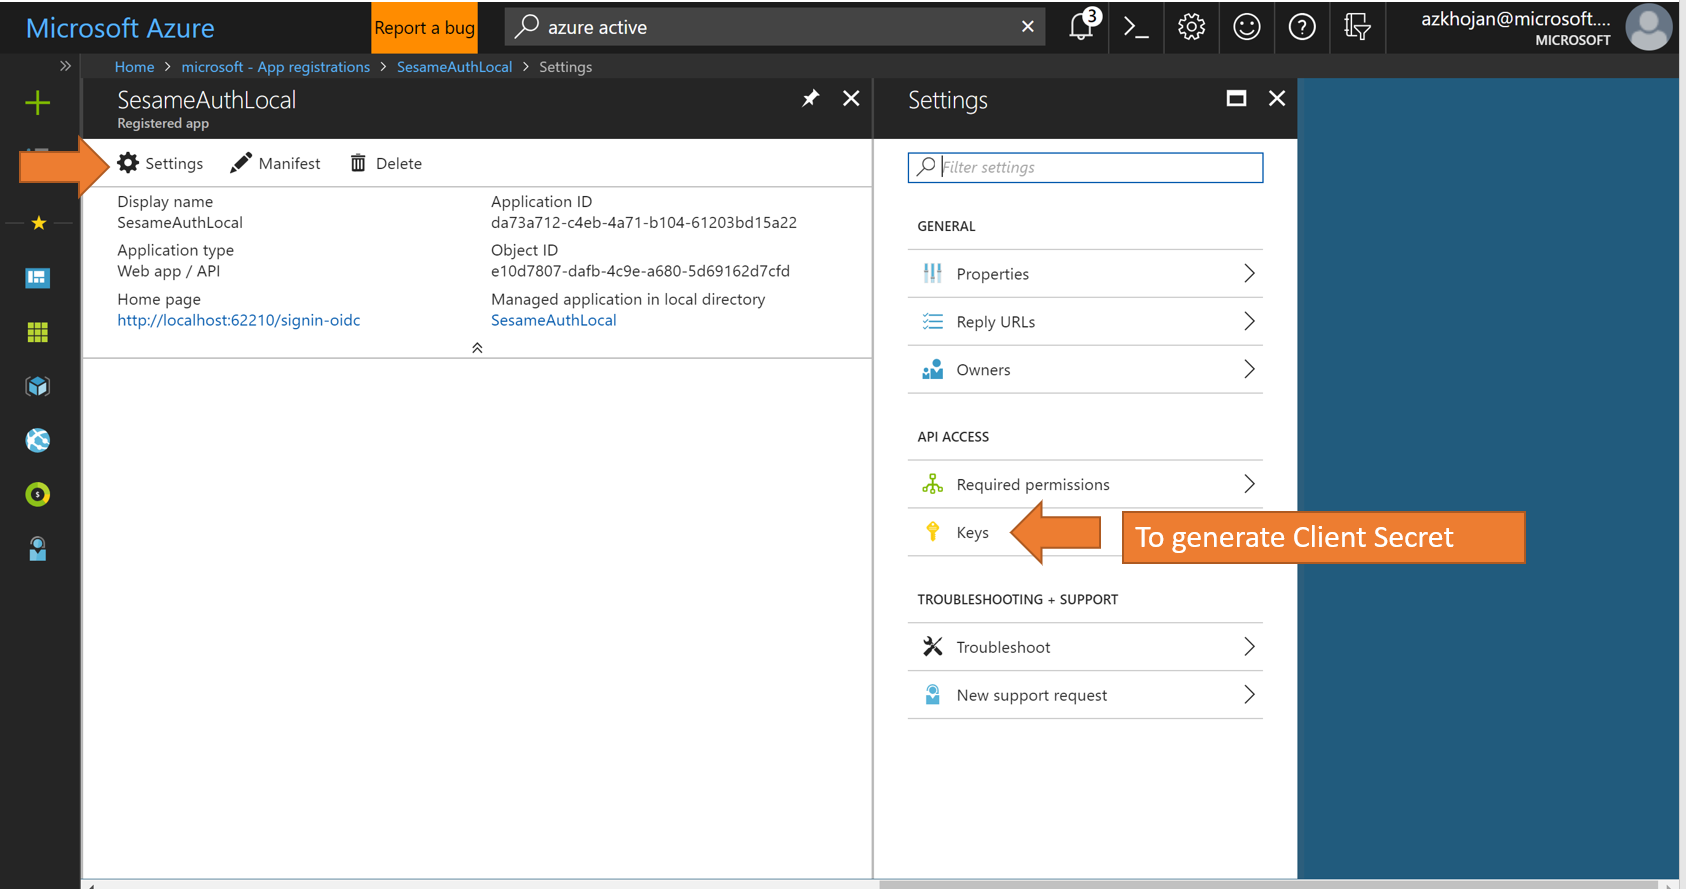 Microsoft Azure
Report a bug
azure active
3
azkhojan@microsoft....
MICROSOFT
Home > microsoft - App registrations > SesameAuthLocal > Settings
SesameAuthLocal
Registered app
Settings
Manifest
Delete
Display name
SesameAuthLocal
Application type
Web app / API
Home page
http://localhost:62210/signin-oidc
Application ID
da73a712-c4eb-4a71-b104-61203bd15a22
Object ID
e10d7807-dafb-4c9e-a680-5d69162d7cfd
Managed application in local directory
SesameAuthLocal
Settings
Filter settings
GENERAL
Properties
Reply URLs
Owners
API ACCESS
Required permissions
Keys
To generate Client Secret
TROUBLESHOOTING + SUPPORT
Troubleshoot
New support request